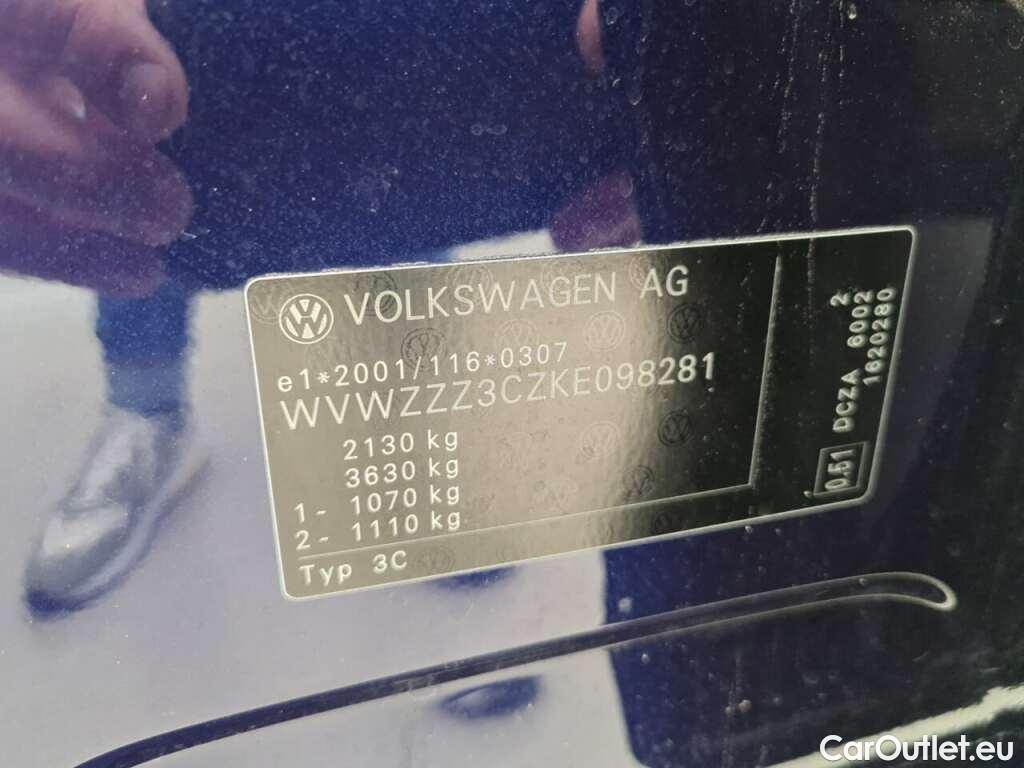 VOLKSWAGEN AG
e1*2001/116*0307
WVWZZZ3CZKE098281
2130 kg
3630 kg
1- 1070 kg
2- 1110 kg
Typ 3C
0.51 DCZA 6002 2
1620280
CarOutlet.eu